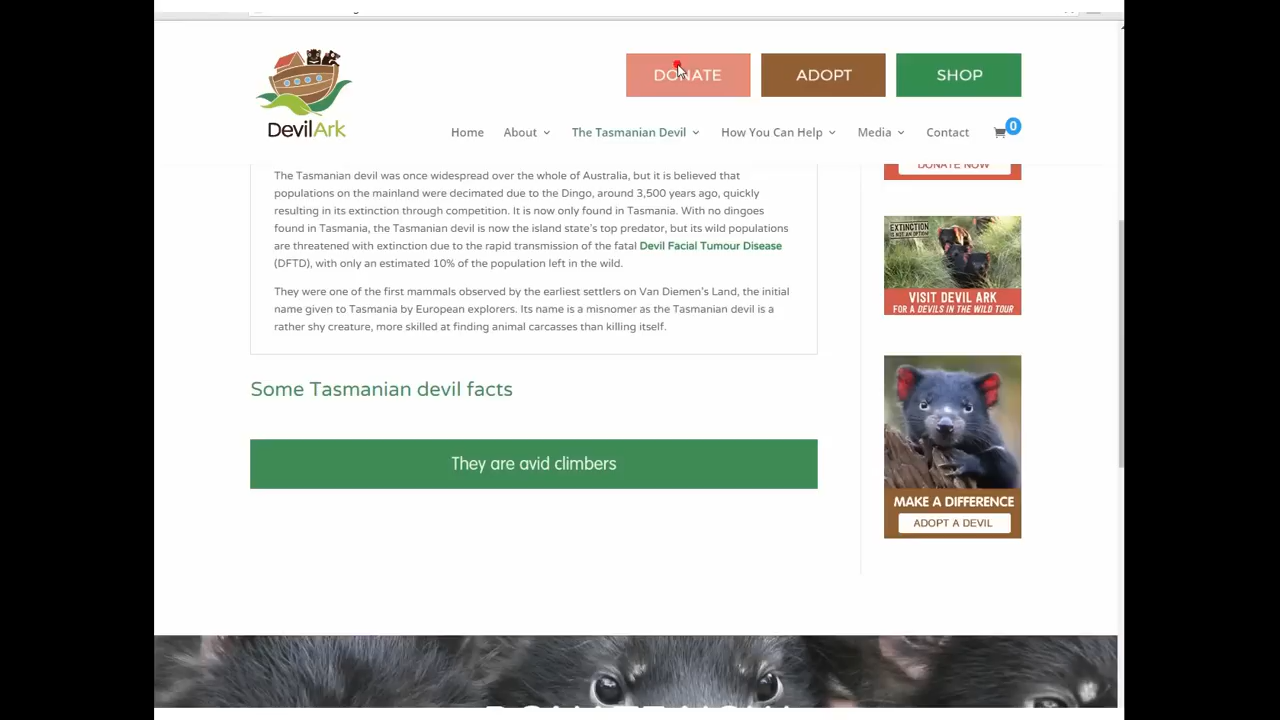 DONATE
ADOPT
SHOP
DevilArk
Home
About
The Tasmanian Devil
How You Can Help
Media
Contact
0
DONATE NOW
The Tasmanian devil was once widespread over the whole of Australia, but it is believed that
populations on the mainland were decimated due to the Dingo, around 3,500 years ago, quickly
resulting in its extinction through competition. It is now only found in Tasmania. With no dingoes
found in Tasmania, the Tasmanian devil is now the island state's top predator, but its wild populations
are threatened with extinction due to the rapid transmission of the fatal Devil Facial Tumour Disease
(DFTD), with only an estimated 10% of the population left in the wild.
They were one of the first mammals observed by the earliest settlers on Van Diemen's Land, the initial
name given to Tasmania by European explorers. Its name is a misnomer as the Tasmanian devil is a
rather shy creature, more skilled at finding animal carcasses than killing itself.
EXTINCTION
IS NOT AN OPTION
VISIT DEVIL ARK
FOR A DEVILS IN THE WILD TOUR
Some Tasmanian devil facts
They are avid climbers
MAKE A DIFFERENCE
ADOPT A DEVIL
DONATE NOW